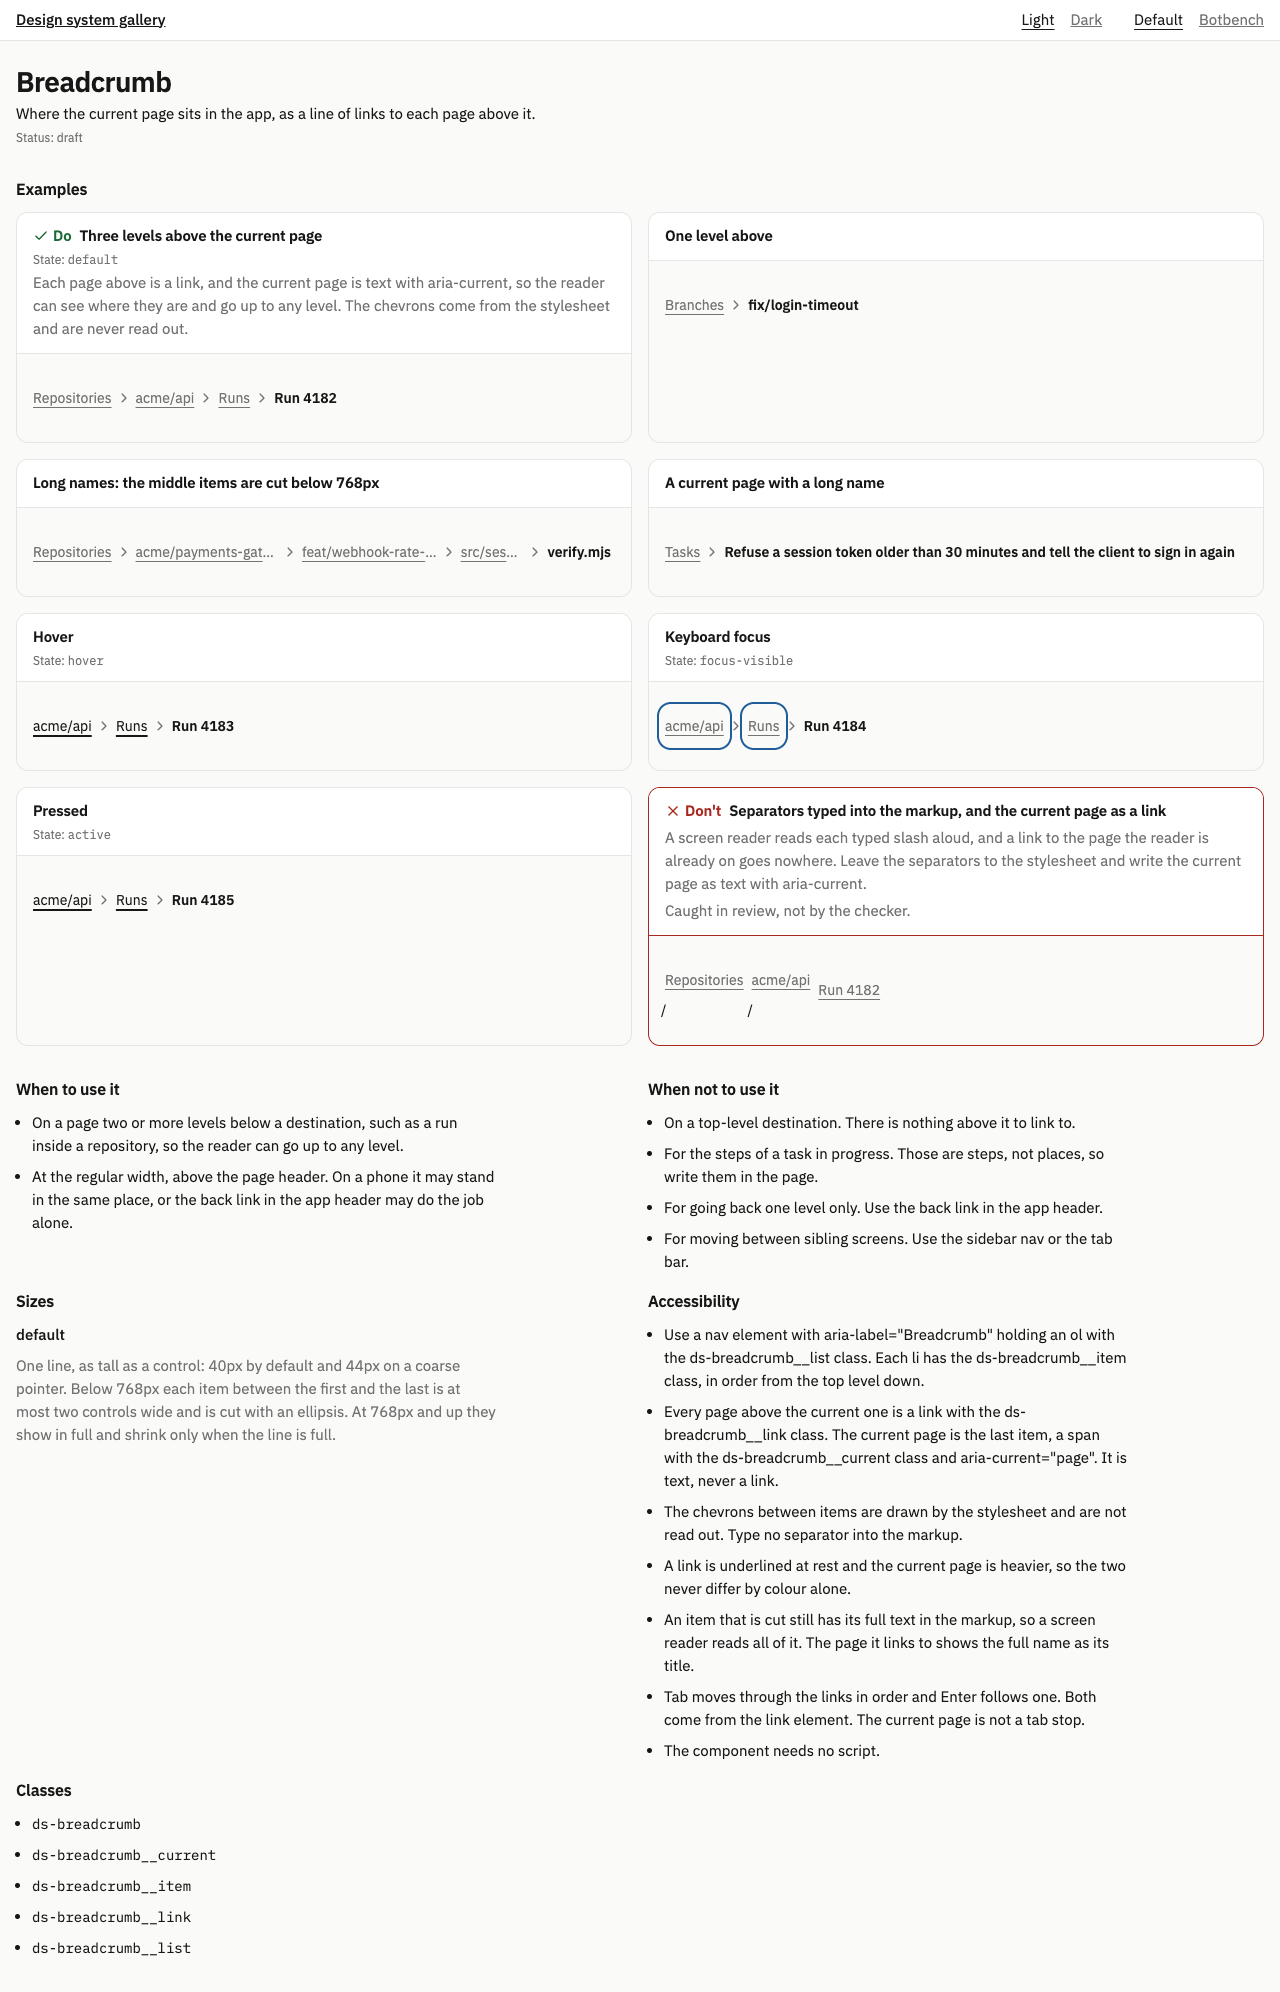 Design system gallery
Light Dark Default Botbench
Breadcrumb
Where the current page sits in the app, as a line of links to each page above it.
Status: draft
Examples
Do Three levels above the current page
State: default
Each page above is a link, and the current page is text with aria-current, so the reader
can see where they are and go up to any level. The chevrons come from the stylesheet
and are never read out.
Repositories > acme/api > Runs > Run 4182
One level above
Branches > fix/login-timeout
Long names: the middle items are cut below 768px
Repositories > acme/payments-gat... > feat/webhook-rate-... > src/ses... > verify.mjs
A current page with a long name
Tasks > Refuse a session token older than 30 minutes and tell the client to sign in again
Hover
State: hover
acme/api > Runs > Run 4183
Keyboard focus
State: focus-visible
acme/api > Runs > Run 4184
Pressed
State: active
acme/api > Runs > Run 4185
Don't Separators typed into the markup, and the current page as a link
A screen reader reads each typed slash aloud, and a link to the page the reader is
already on goes nowhere. Leave the separators to the stylesheet and write the current
page as text with aria-current.
Caught in review, not by the checker.
Repositories acme/api Run 4182
/ /
When to use it
On a page two or more levels below a destination, such as a run
inside a repository, so the reader can go up to any level.
At the regular width, above the page header. On a phone it may stand
in the same place, or the back link in the app header may do the job
alone.
When not to use it
On a top-level destination. There is nothing above it to link to.
For the steps of a task in progress. Those are steps, not places, so
write them in the page.
For going back one level only. Use the back link in the app header.
For moving between sibling screens. Use the sidebar nav or the tab
bar.
Sizes
default
One line, as tall as a control: 40px by default and 44px on a coarse
pointer. Below 768px each item between the first and the last is at
most two controls wide and is cut with an ellipsis. At 768px and up they
show in full and shrink only when the line is full.
Accessibility
Use a nav element with aria-label="Breadcrumb" holding an ol with
the ds-breadcrumb__list class. Each li has the ds-breadcrumb__item
class, in order from the top level down.
Every page above the current one is a link with the ds-
breadcrumb__link class. The current page is the last item, a span
with the ds-breadcrumb__current class and aria-current="page". It is
text, never a link.
The chevrons between items are drawn by the stylesheet and are not
read out. Type no separator into the markup.
A link is underlined at rest and the current page is heavier, so the two
never differ by colour alone.
An item that is cut still has its full text in the markup, so a screen
reader reads all of it. The page it links to shows the full name as its
title.
Tab moves through the links in order and Enter follows one. Both
come from the link element. The current page is not a tab stop.
The component needs no script.
Classes
ds-breadcrumb
ds-breadcrumb__current
ds-breadcrumb__item
ds-breadcrumb__link
ds-breadcrumb__list